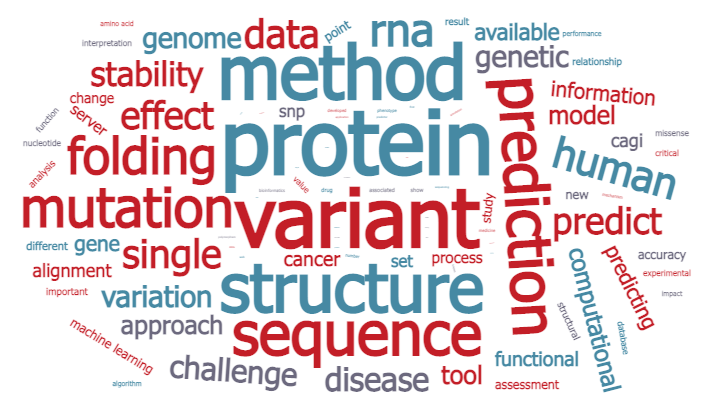 amino acid
interpretation
genome
data
point
rna
result
available
performance
genetic
relationship
stability
method
change
server
effect
snp
developed
phenotype
prediction
information
model
function
nucleotide
folding
protein
cagi
missense
critical
human
analysis
bioinformatics
value
drug
associated
show
new
mutation
variant
study
predict
different
gene
single
cancer
set
process
medicine
alignment
important
variation
structure
computational
predicting
accuracy
experimental
impact
approach
sequence
structural
database
machine learning
challenge
disease
tool
functional
assessment
algorithm